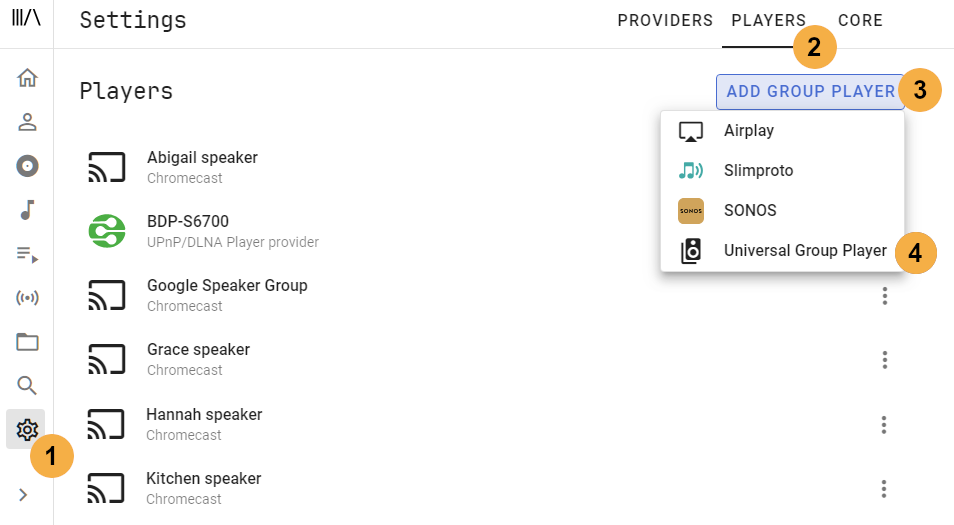 Settings
PROVIDERS PLAYERS CORE
2
Players
ADD GROUP PLAYER 3
Airplay
Slimproto
SONOS SONOS
Universal Group Player 4
Abigail speaker
Chromecast
BDP-S6700
UPnP/DLNA Player provider
Google Speaker Group
Chromecast
Grace speaker
Chromecast
Hannah speaker
Chromecast
1
Kitchen speaker
Chromecast